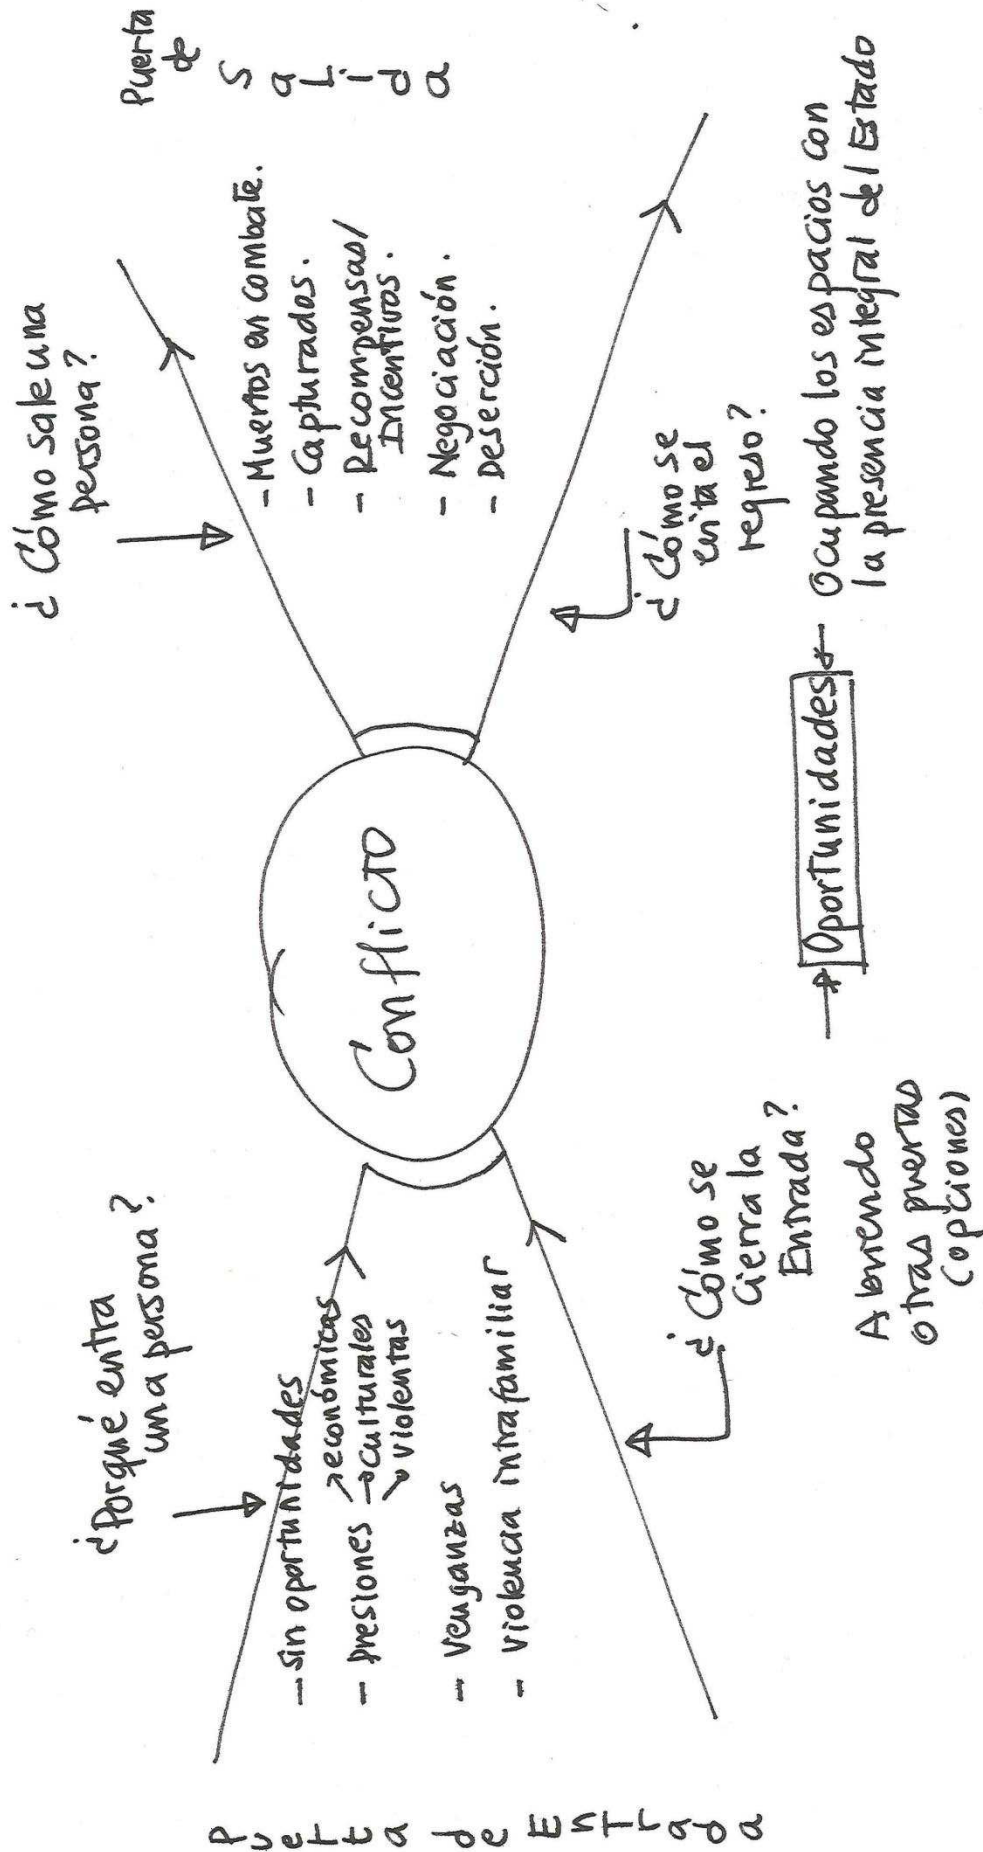 Puerta de Entrada
¿Porqué entra
una persona?
- Sin oportunidades
- Presiones → económicas
→ culturales
→ violentas
- Venganzas
- Violencia intrafamiliar
¿Cómo se
Cierra la
Entrada?
Abriendo
otras puertas
(opciones)
Conflicto
Oportunidades
¿Cómo sale una
persona?
- Muertos en combate.
- Capturados.
- Recompensas/
Incentivos.
- Negociación.
- Deserción.
¿Cómo se
evita el
regreso?
Ocupando los espacios con
la presencia integral del Estado
Puerta
de
SaLida